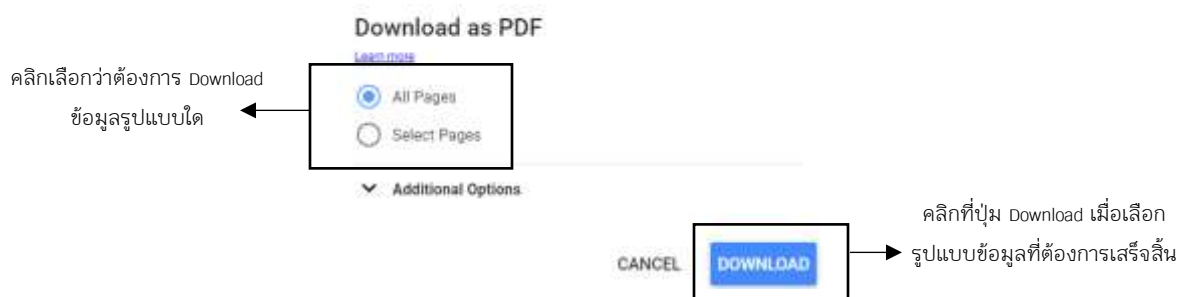 Download as PDF
Learn more
คลิกเลือกว่าต้องการ Download
ข้อมูลรูปแบบใด
All Pages
Select Pages
Additional Options
คลิกที่ปุ่ม Download เมื่อเลือก
รูปแบบข้อมูลที่ต้องการเสร็จสิ้น
CANCEL
DOWNLOAD